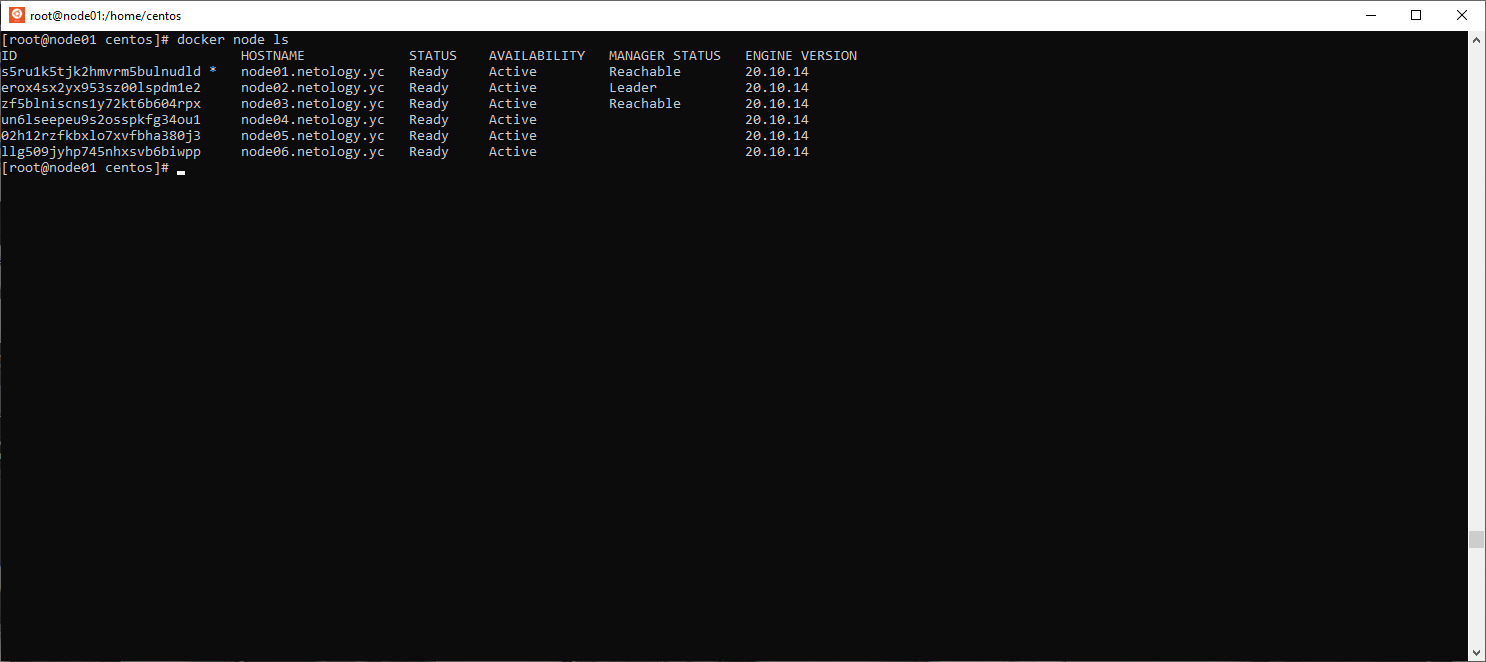 root@node01:/home/centos
[root@node01 centos]# docker node ls
ID                            HOSTNAME             STATUS    AVAILABILITY   MANAGER STATUS   ENGINE VERSION
s5ru1k5tjk2hmvrm5bulnudld *   node01.netology.yc   Ready     Active         Reachable        20.10.14
erox4sx2yx953sz00lspdm1e2     node02.netology.yc   Ready     Active         Leader           20.10.14
zf5blniscns1y72kt6b604rpx     node03.netology.yc   Ready     Active         Reachable        20.10.14
un6lseepeu9s2osspkfg34ou1     node04.netology.yc   Ready     Active                          20.10.14
02h12rzfkbxlo7xvfbha380j3     node05.netology.yc   Ready     Active                          20.10.14
llg509jyhp745nhxsvb6biwpp     node06.netology.yc   Ready     Active                          20.10.14
[root@node01 centos]#